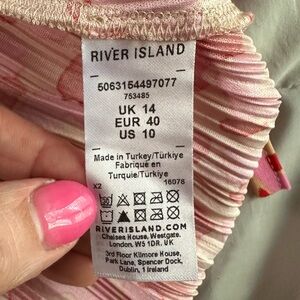 RIVER ISLAND
5063154497077
753485
UK 14
EUR 40
US 10
Made in Turkey/Türkiye
Fabriqué en
Turquie/Türkiye
X2 16078
RIVERISLAND.COM
Chelsea House, Westgate,
London. W5 1DR. UK
3rd Floor Kilmore House,
Park Lane, Spencer Dock,
Dublin, 1 Ireland